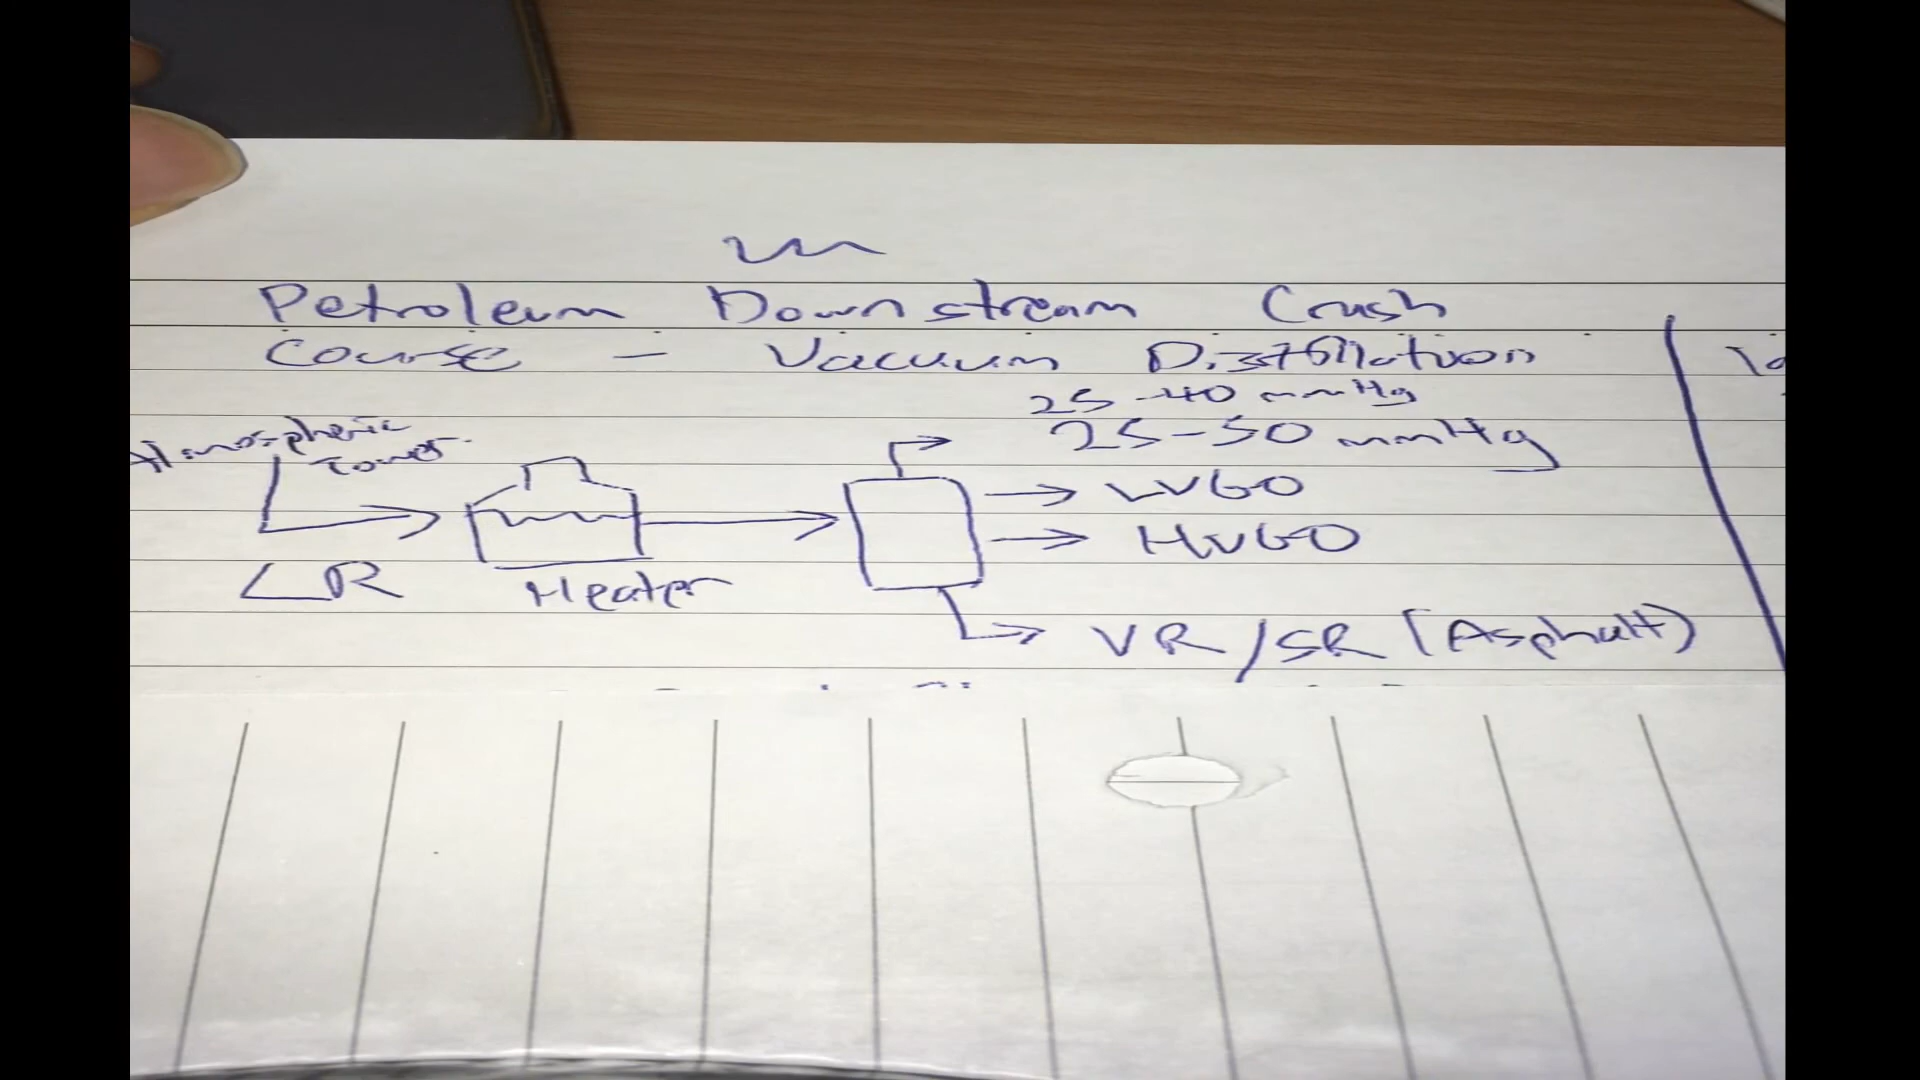 Petroleum Downstream Crush
Course - Vacuum Distillation
25-40 mmHg
25-50 mmHg
Atmospheric
Tower
LVGO
HVGO
LR
Heater
VR/SR (Asphalt)